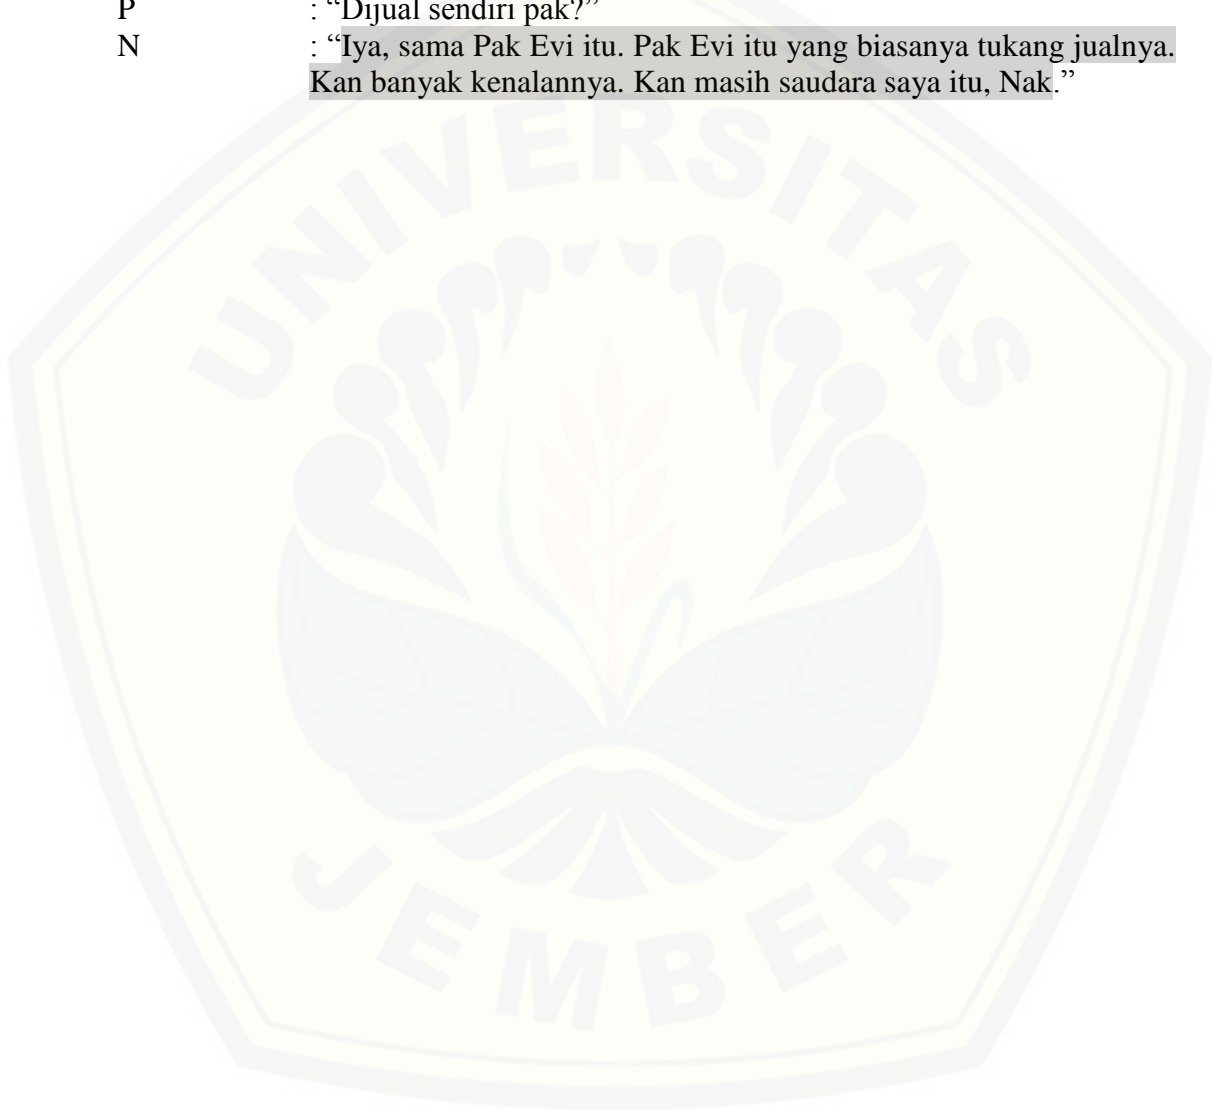 P : “Dijual sendiri pak?”
N : “Iya, sama Pak Evi itu. Pak Evi itu yang biasanya tukang jualnya.
Kan banyak kenalannya. Kan masih saudara saya itu, Nak.”
UNIVERSITAS
JEMBER